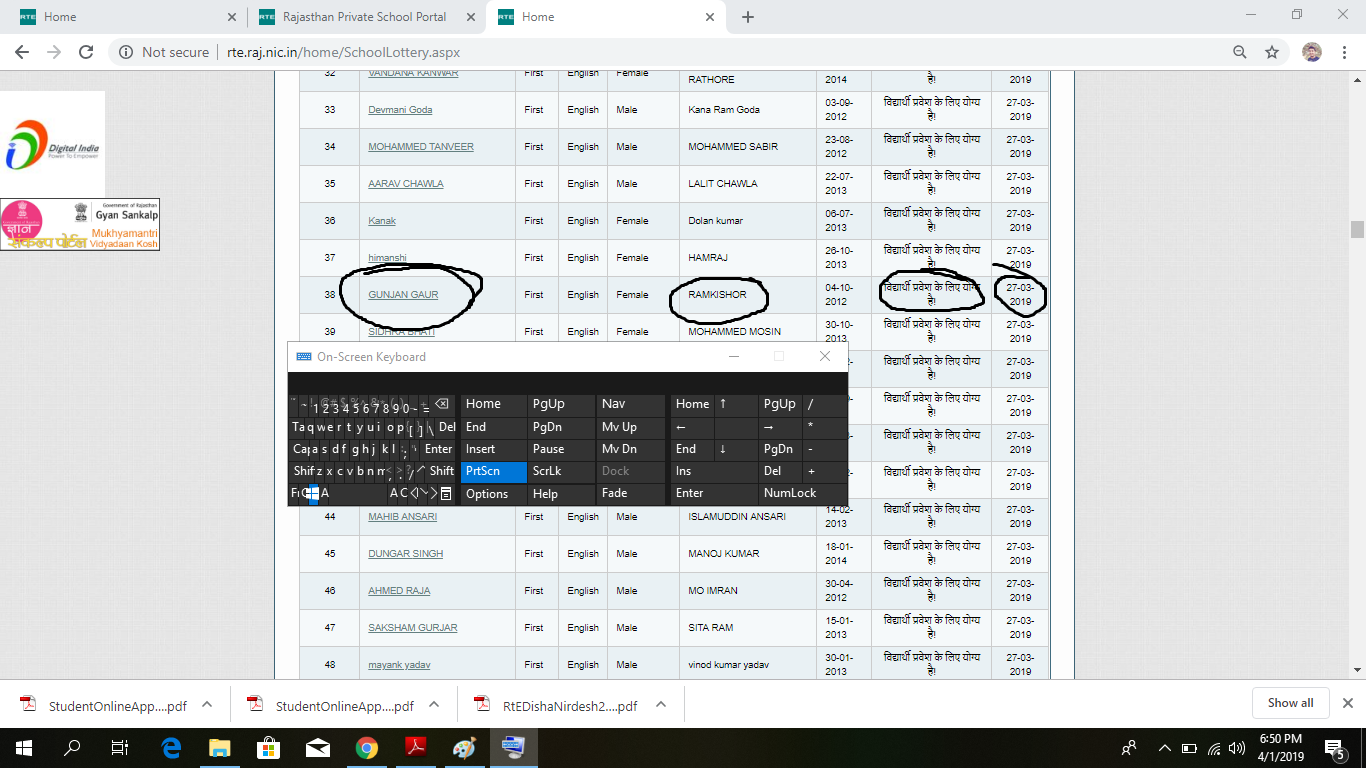 Home
Rajasthan Private School Portal
Home
Not secure | rte.raj.nic.in/home/SchoolLottery.aspx
Digital India
Power To Empower
Government of Rajasthan
Gyan Sankalp
Mukhyamantri
Vidyadaan Kosh
ज्ञान
संकल्प पोर्टल
32 VANDANA KANWAR First English Female RATHORE 2014 है! 2019
33 Devmani Goda First English Male Kana Ram Goda 03-09-2012 विद्यार्थी प्रवेश के लिए योग्य है! 27-03-2019
34 MOHAMMED TANVEER First English Male MOHAMMED SABIR 23-08-2012 विद्यार्थी प्रवेश के लिए योग्य है! 27-03-2019
35 AARAV CHAWLA First English Male LALIT CHAWLA 22-07-2013 विद्यार्थी प्रवेश के लिए योग्य है! 27-03-2019
36 Kanak First English Female Dolan kumar 06-07-2013 विद्यार्थी प्रवेश के लिए योग्य है! 27-03-2019
37 himanshi First English Female HAMRAJ 26-10-2013 विद्यार्थी प्रवेश के लिए योग्य है! 27-03-2019
38 GUNJAN GAUR First English Female RAMKISHOR 04-10-2012 विद्यार्थी प्रवेश के लिए योग्य है! 27-03-2019
39 SIDHRA BHATI First English Female MOHAMMED MOSIN 30-10-2013 विद्यार्थी प्रवेश के लिए योग्य है! 27-03-2019
विद्यार्थी प्रवेश के लिए योग्य है! 27-03-2019
विद्यार्थी प्रवेश के लिए योग्य है! 27-03-2019
विद्यार्थी प्रवेश के लिए योग्य है! 27-03-2019
विद्यार्थी प्रवेश के लिए योग्य है! 27-03-2019
On-Screen Keyboard
1 2 3 4 5 6 7 8 9 0 - = Home PgUp Nav Home ↑ PgUp /
Ta q w e r t y u i o p [ ] \ Del End PgDn Mv Up ← → *
Ca a s d f g h j k l ; ' Enter Insert Pause Mv Dn End ↓ PgDn -
Shif z x c v b n m , . / ^ Shift PrtScn ScrLk Dock Ins Del +
A A C Options Help Fade Enter NumLock
44 MAHIB ANSARI First English Male ISLAMUDDIN ANSARI 14-02-2013 विद्यार्थी प्रवेश के लिए योग्य है! 27-03-2019
45 DUNGAR SINGH First English Male MANOJ KUMAR 18-01-2014 विद्यार्थी प्रवेश के लिए योग्य है! 27-03-2019
46 AHMED RAJA First English Male MO IMRAN 30-04-2012 विद्यार्थी प्रवेश के लिए योग्य है! 27-03-2019
47 SAKSHAM GURJAR First English Male SITA RAM 15-01-2013 विद्यार्थी प्रवेश के लिए योग्य है! 27-03-2019
48 mayank yadav First English Male vinod kumar yadav 30-01-2013 विद्यार्थी प्रवेश के लिए योग्य है! 27-03-2019
StudentOnlineApp....pdf
StudentOnlineApp....pdf
RtEDishaNirdesh2....pdf
Show all
6:50 PM
4/1/2019
5